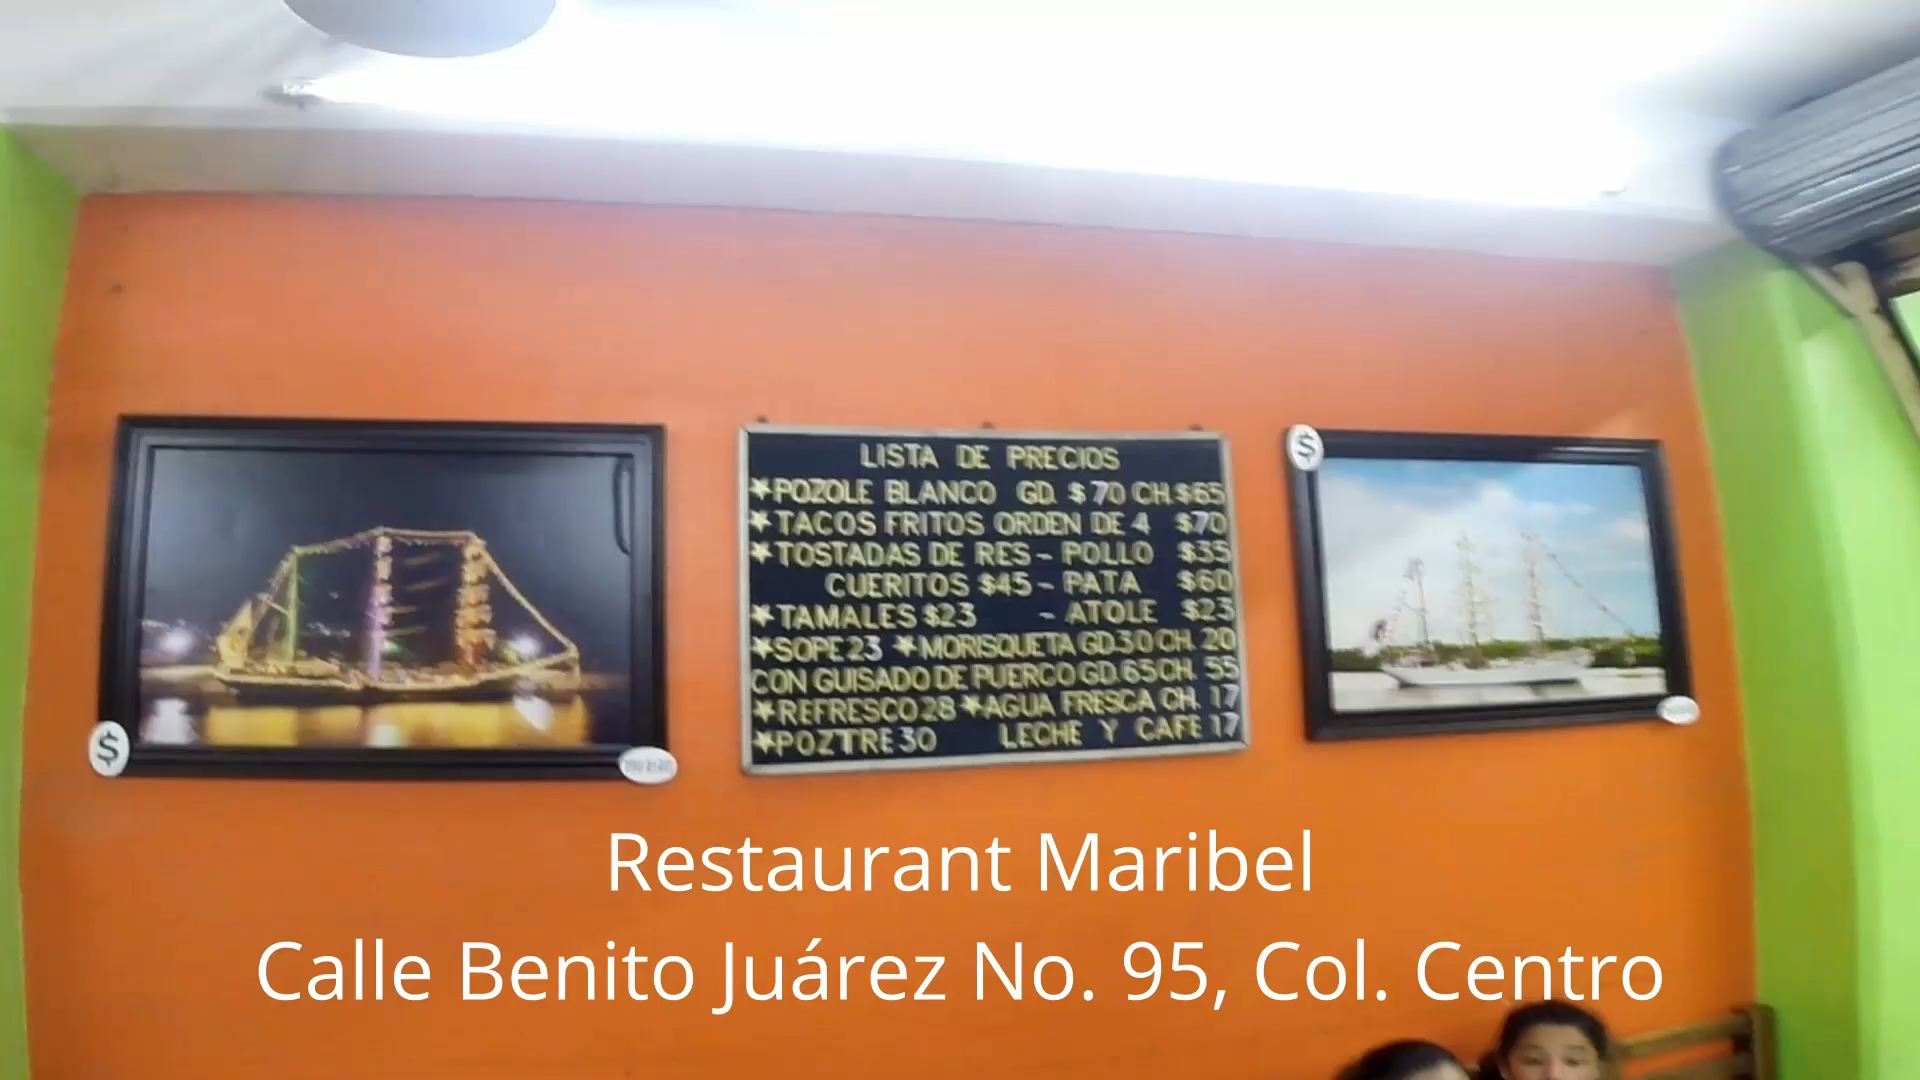 LISTA DE PRECIOS
★POZOLE BLANCO GD. $70 CH.$65
★TACOS FRITOS ORDEN DE 4 $70
★TOSTADAS DE RES - POLLO $35
CUERITOS $45 - PATA $60
★TAMALES $23 - ATOLE $23
★SOPE 23 ★MORISQUETA GD.30 CH. 20
CON GUISADO DE PUERCO GD.65 CH. 55
★REFRESCO 28 ★AGUA FRESCA CH. 17
★POZTRE 30 LECHE Y CAFE 17
$
$
Restaurant Maribel
Calle Benito Juárez No. 95, Col. Centro